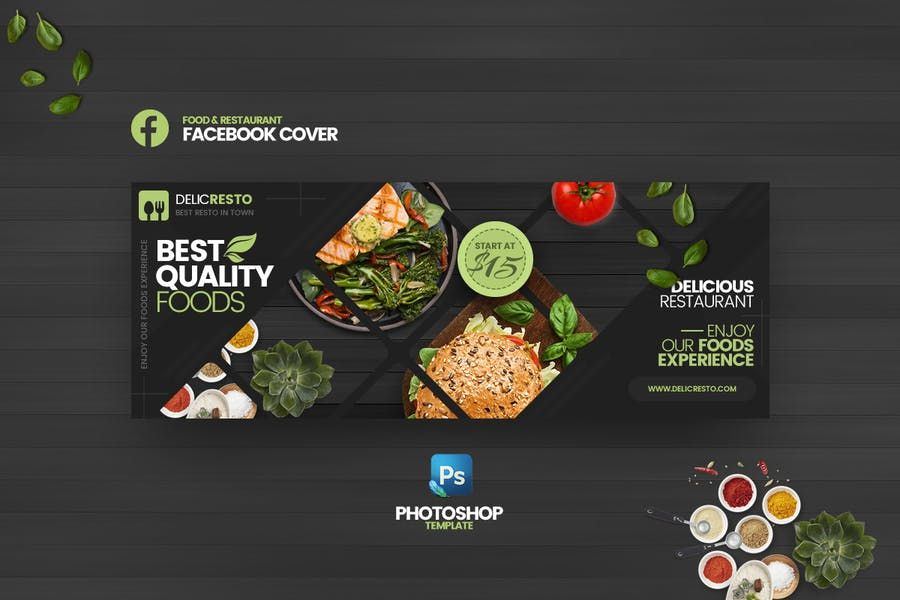 FOOD & RESTAURANT
FACEBOOK COVER
DELICRESTO
BEST RESTO IN TOWN
ENJOY OUR FOODS EXPERIENCE
BEST
QUALITY
FOODS
START AT
$15
DELICIOUS
RESTAURANT
ENJOY
OUR FOODS
EXPERIENCE
WWW.DELICRESTO.COM
Ps
PHOTOSHOP
TEMPLATE